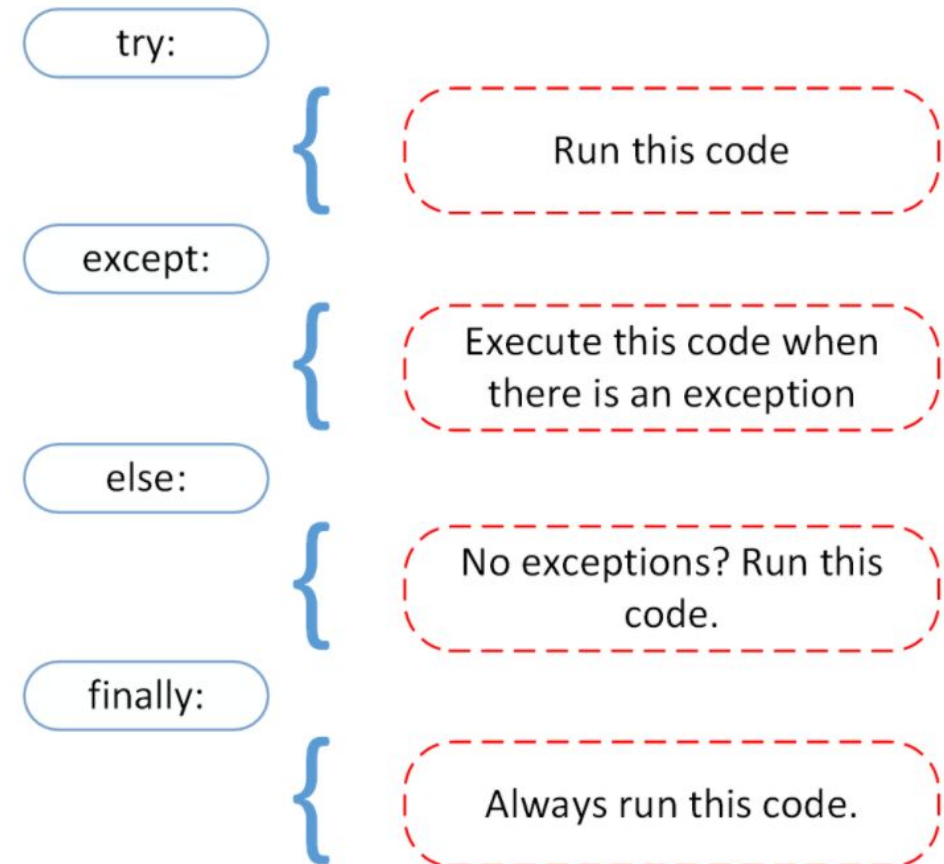 try:
Run this code
except:
Execute this code when
there is an exception
else:
No exceptions? Run this
code.
finally:
Always run this code.